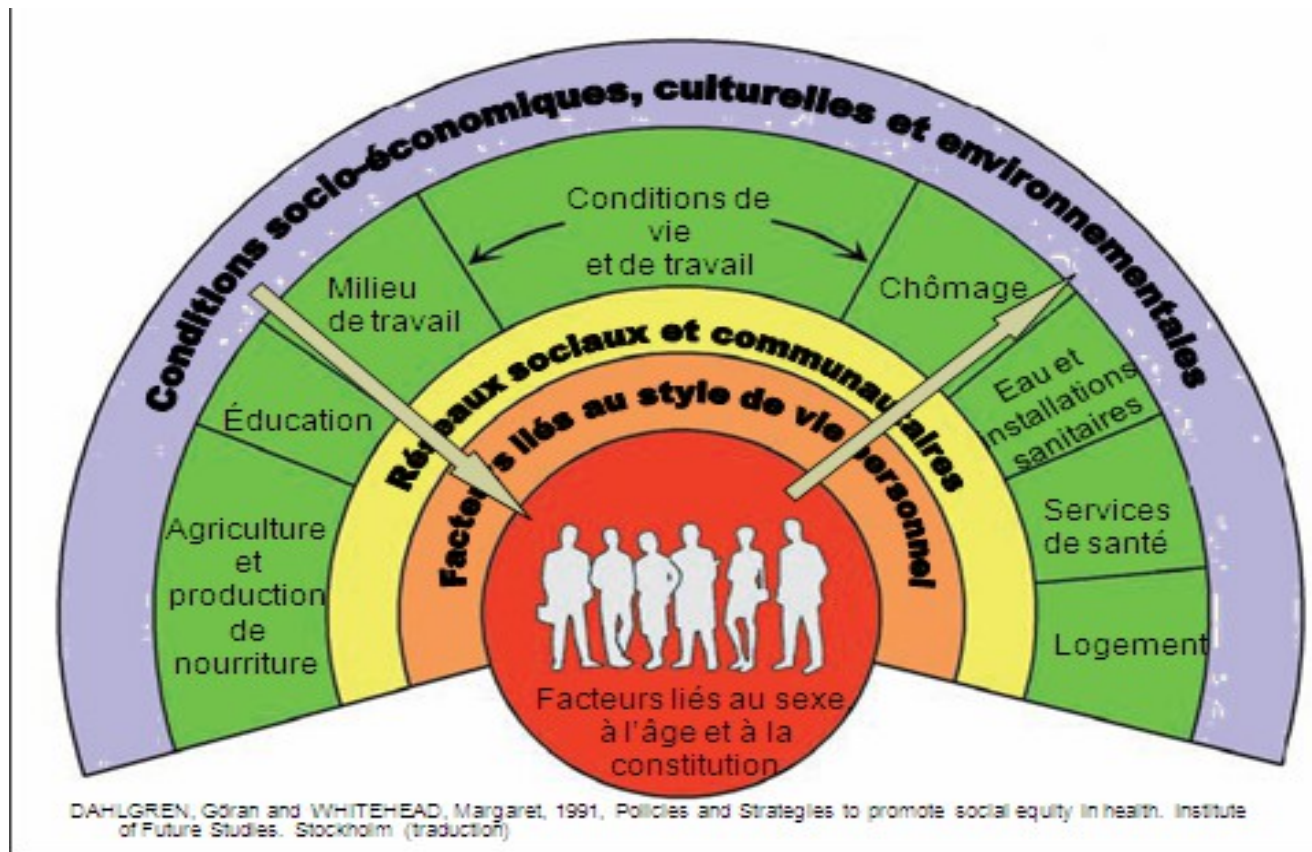 Conditions socio-économiques, culturelles et environnementales
Conditions de
vie
et de travail
Milieu
de travail
Chômage
Éducation
Eau et
installations
sanitaires
Agriculture
et
production
de
nourriture
Services
de santé
Logement
Réseaux sociaux et communautaires
Facteurs liés au style de vie personnel
Facteurs liés au sexe,
à l'âge et à la
constitution
DAHLGREN, Göran and WHITEHEAD, Margaret, 1991, Policies and Strategies to promote social equity in health. Institute
of Future Studies. Stockholm (traduction)